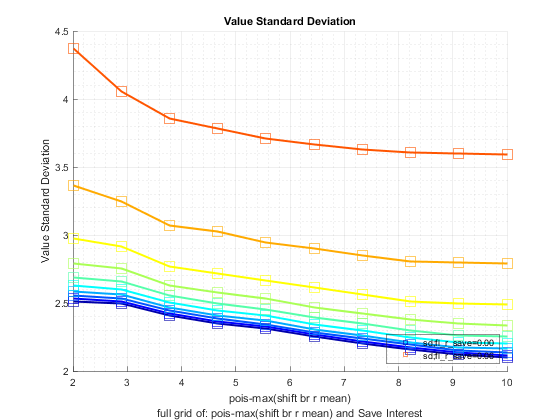 Value Standard Deviation
4.5
4
3.5
3
2.5
2
Value Standard Deviation
2 3 4 5 6 7 8 9 10
pois-max(shift br r mean)
full grid of: pois-max(shift br r mean) and Save Interest
sd,fl_r_save=0.00